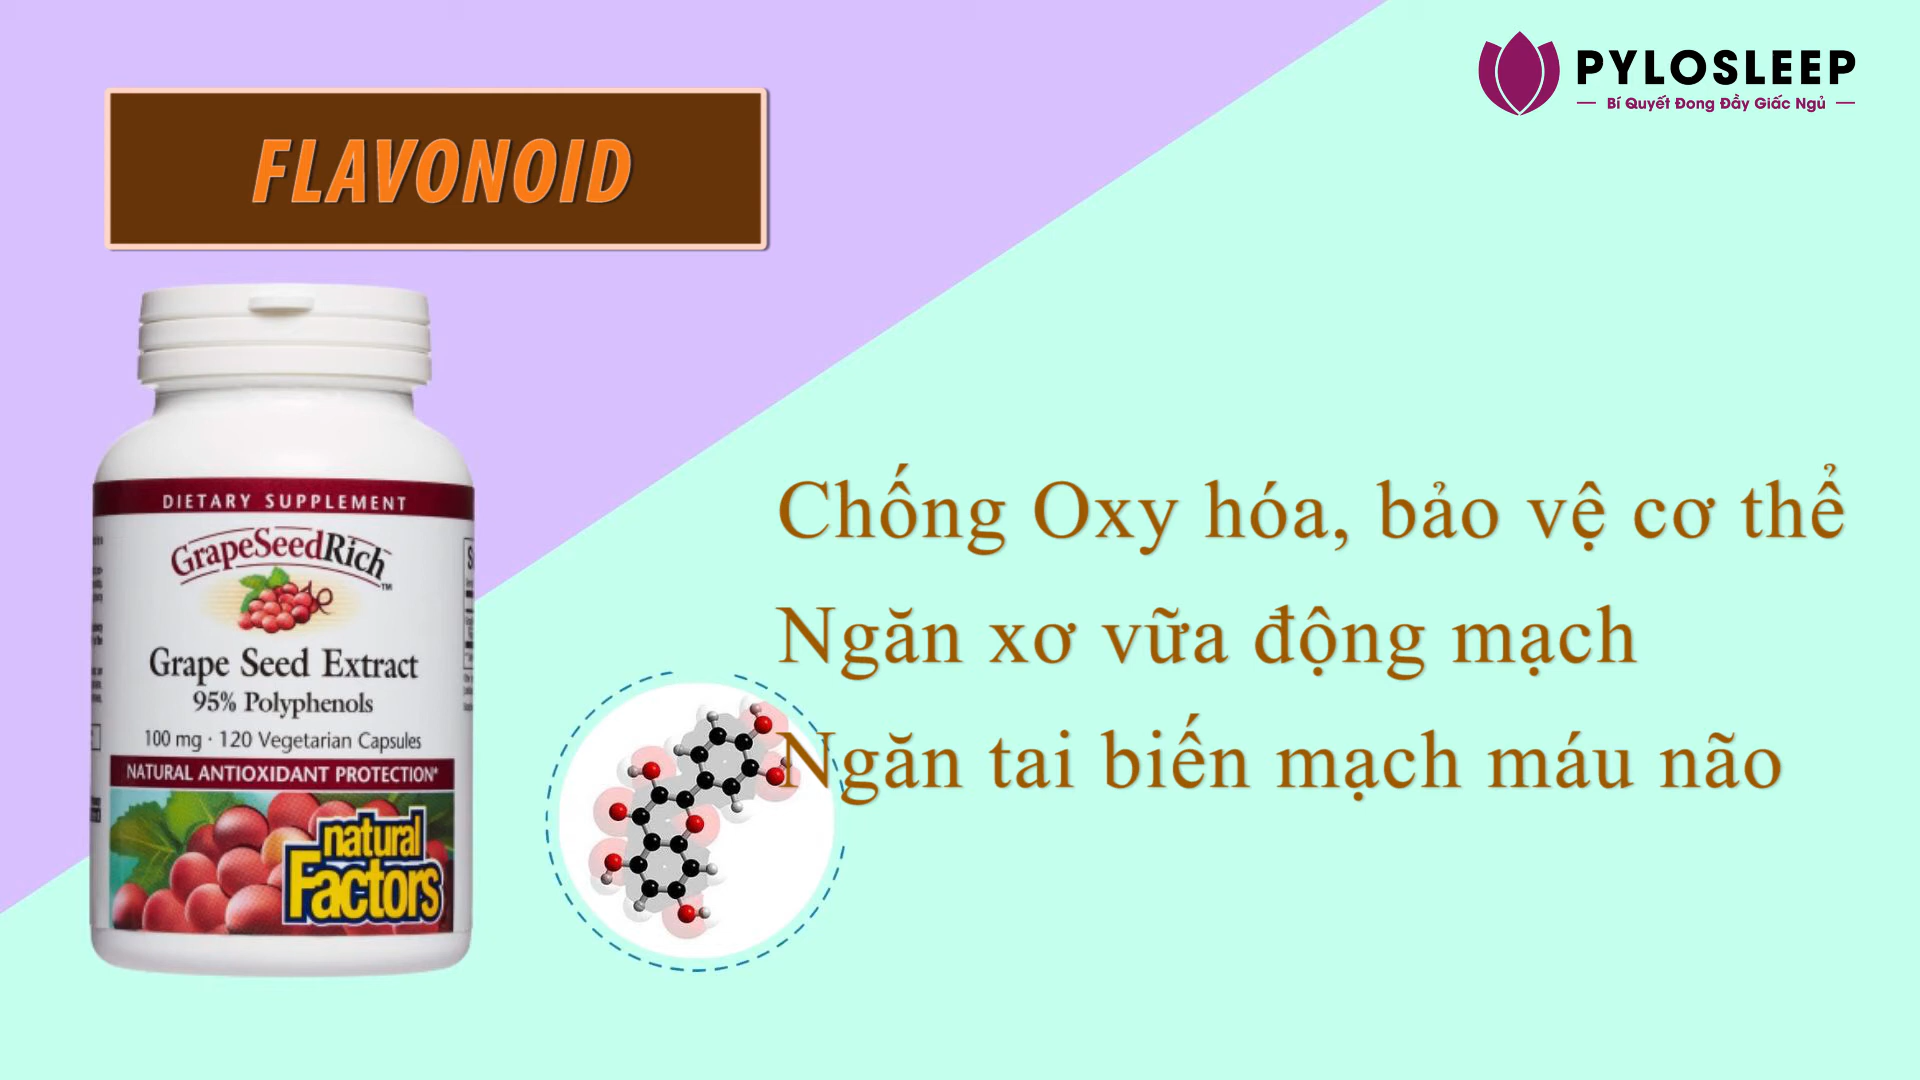 PYLOSLEEP
Bí Quyết Đong Đầy Giấc Ngủ
FLAVONOID
DIETARY SUPPLEMENT
GrapeSeedRich™
Grape Seed Extract
95% Polyphenols
100 mg · 120 Vegetarian Capsules
NATURAL ANTIOXIDANT PROTECTION*
natural
Factors
Chống Oxy hóa, bảo vệ cơ thể
Ngăn xơ vữa động mạch
Ngăn tai biến mạch máu não